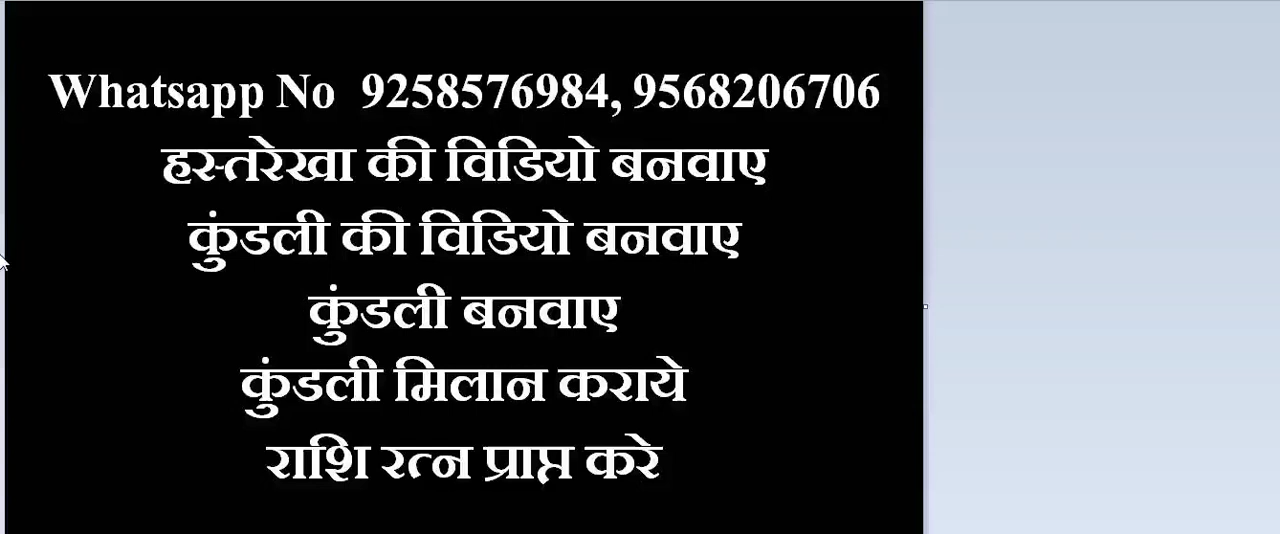 Whatsapp No 9258576984, 9568206706
हस्तरेखा की विडियो बनवाए
कुंडली की विडियो बनवाए
कुंडली बनवाए
कुंडली मिलान कराये
राशि रत्न प्राप्त करे